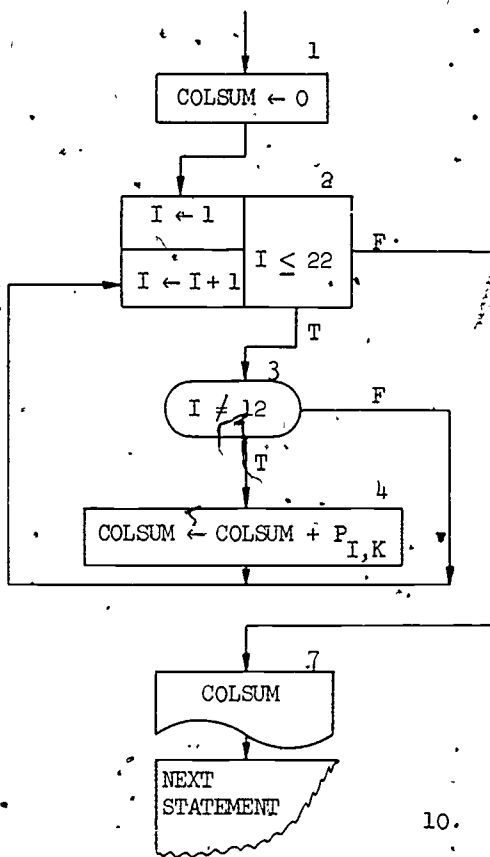 1
COLSUM ← 0
2
I ← 1
I ← I+1
I ≤ 22
F
T
3
I ≠ 12
F
T
4
COLSUM ← COLSUM + P_I,K
7
COLSUM
NEXT
STATEMENT
10.